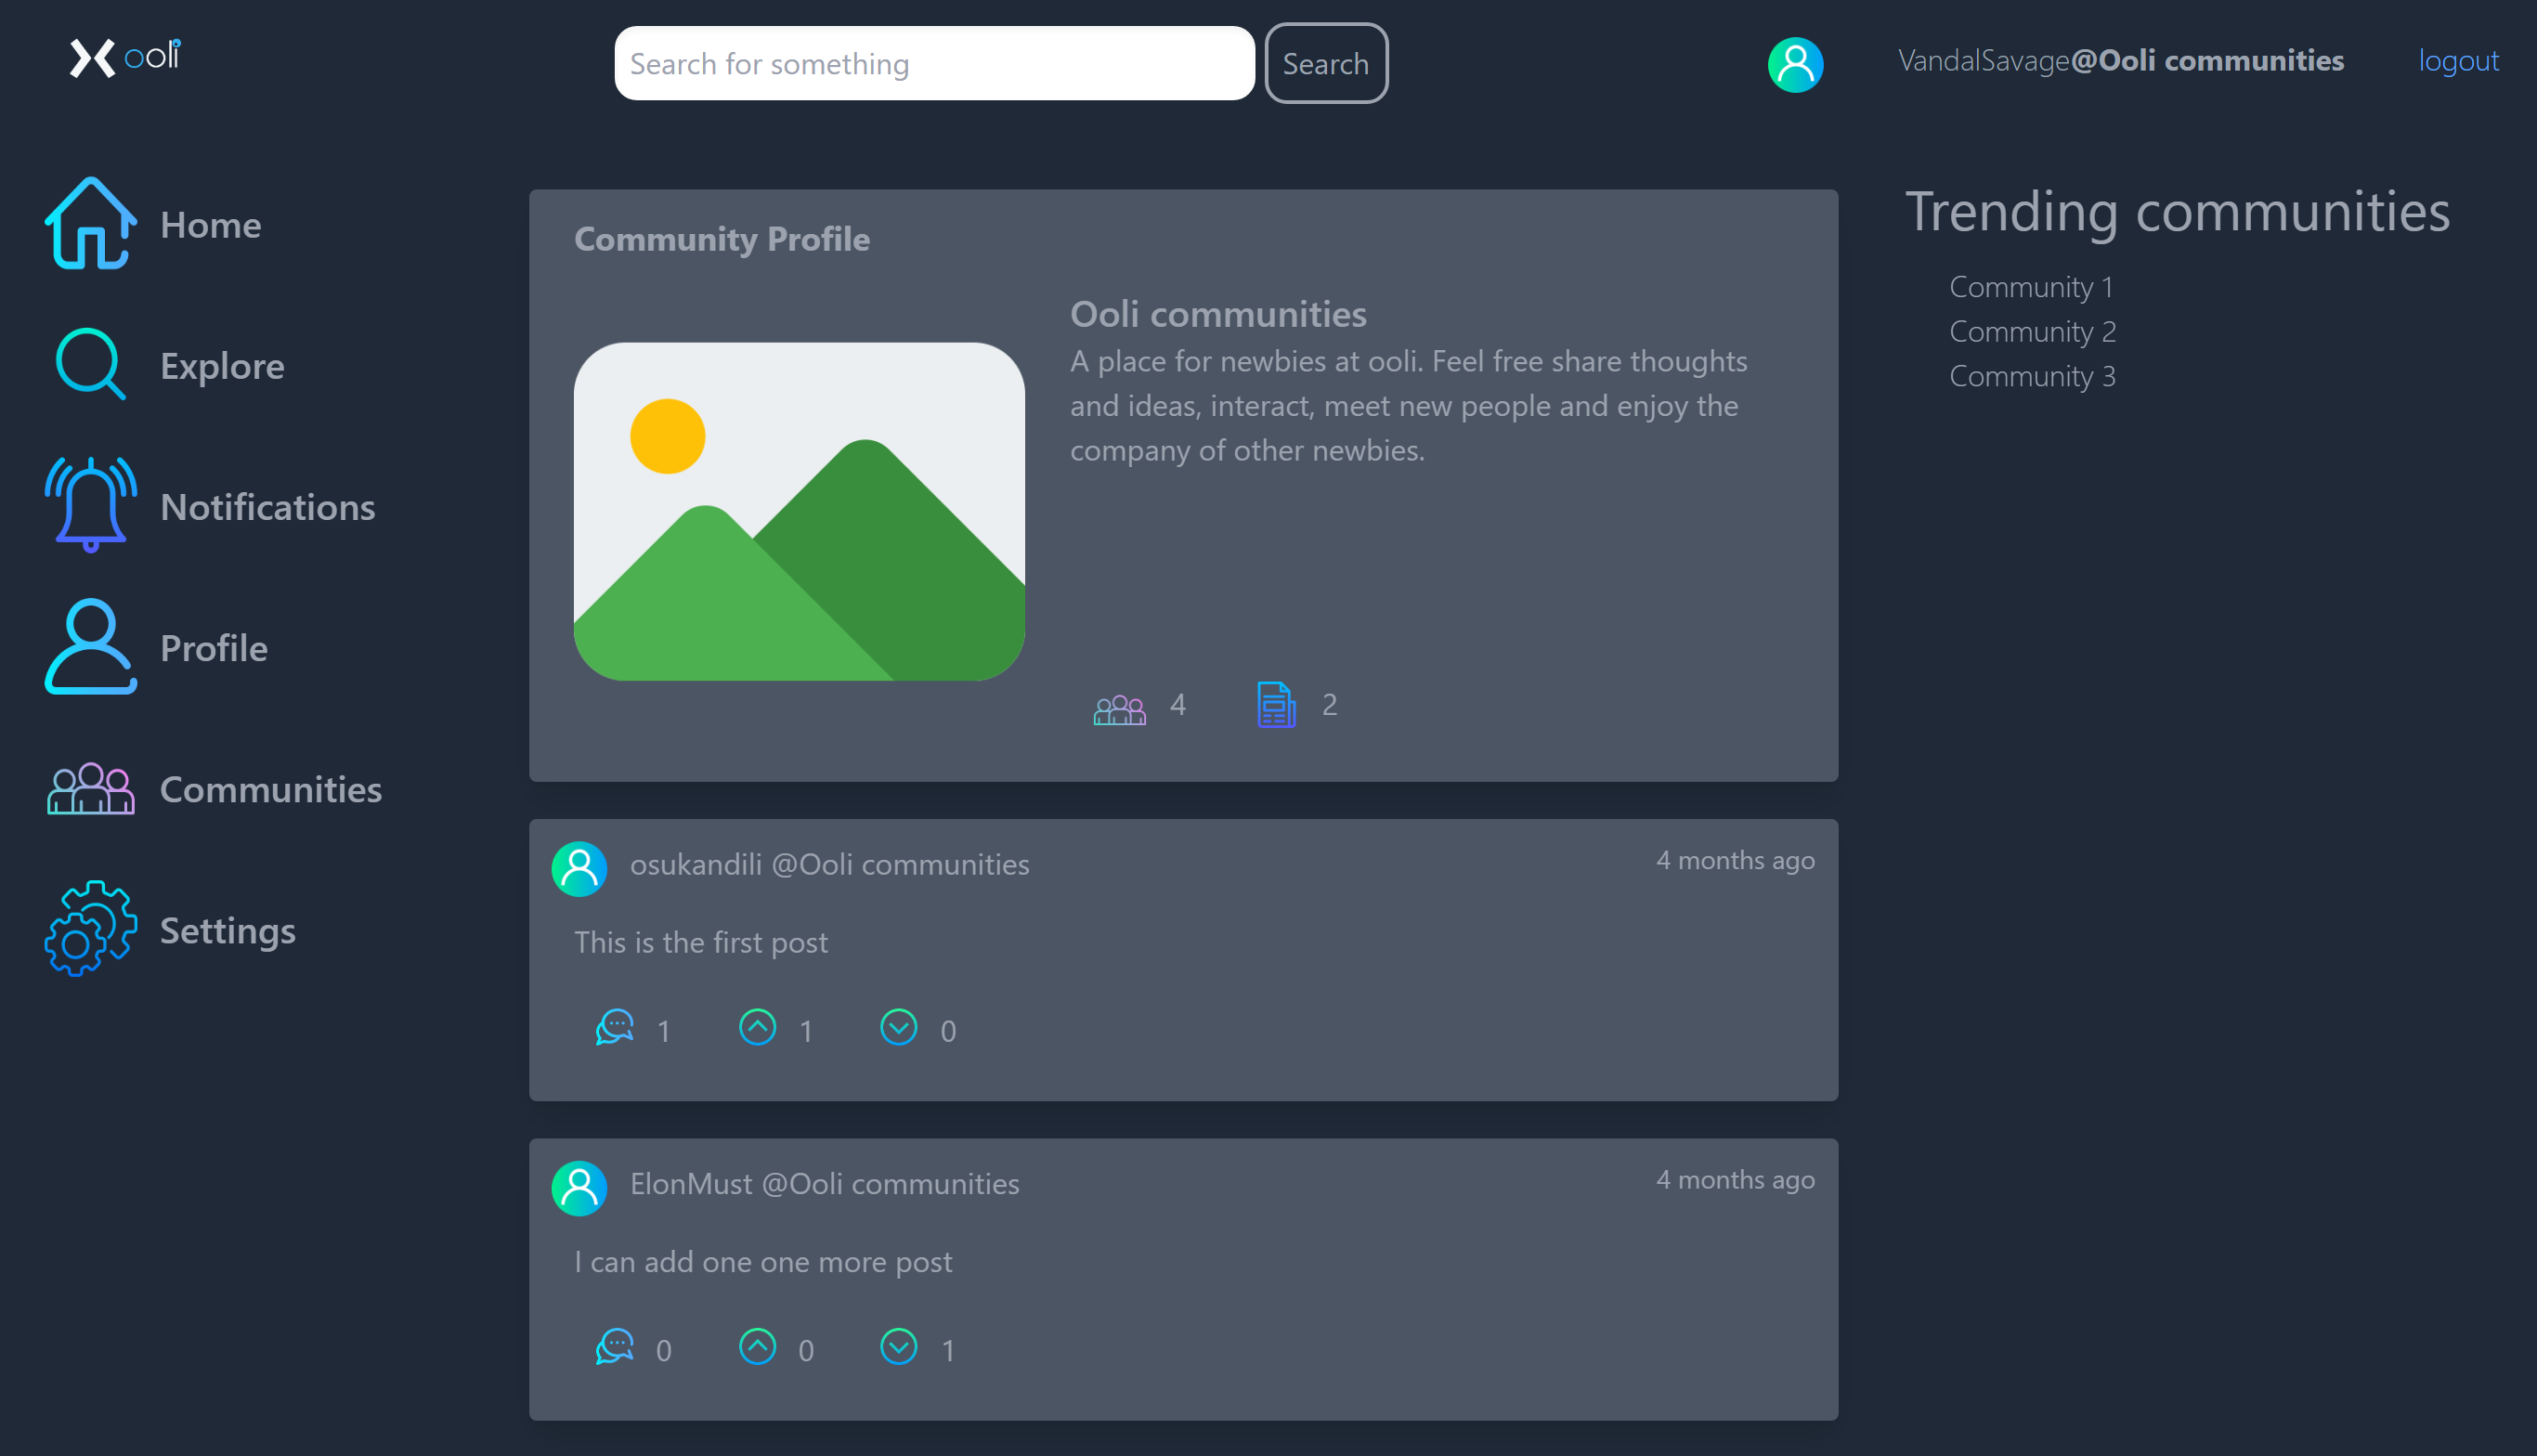 ooli
Search for something
Search
VandalSavage@Ooli communities
logout
Home
Explore
Notifications
Profile
Communities
Settings
Community Profile
Ooli communities
A place for newbies at ooli. Feel free share thoughts
and ideas, interact, meet new people and enjoy the
company of other newbies.
4
2
osukandili @Ooli communities
4 months ago
This is the first post
1
1
0
ElonMust @Ooli communities
4 months ago
I can add one one more post
0
0
1
Trending communities
Community 1
Community 2
Community 3